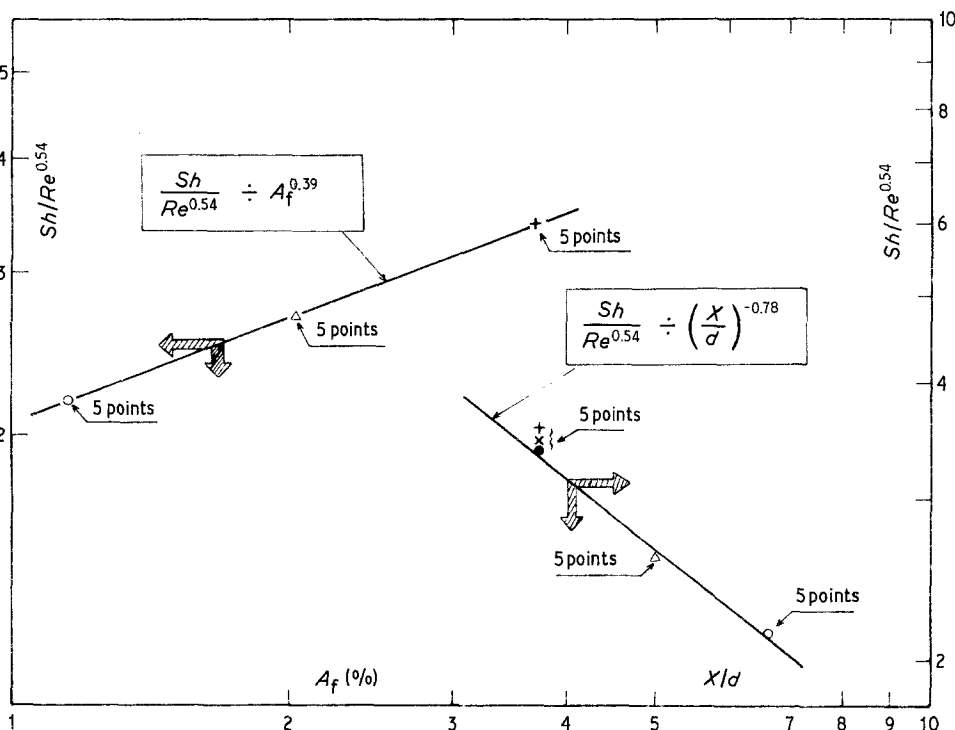 5
4
3
2
Sh/Re^0.54
Sh/Re^0.54 ÷ A_f^0.39
5 points
5 points
5 points
10
8
6
4
2
Sh/Re^0.54
Sh/Re^0.54 ÷ (X/d)^-0.78
5 points
5 points
5 points
A_f (%)
X/d
1 2 3 4 5 6 7 8 9 10